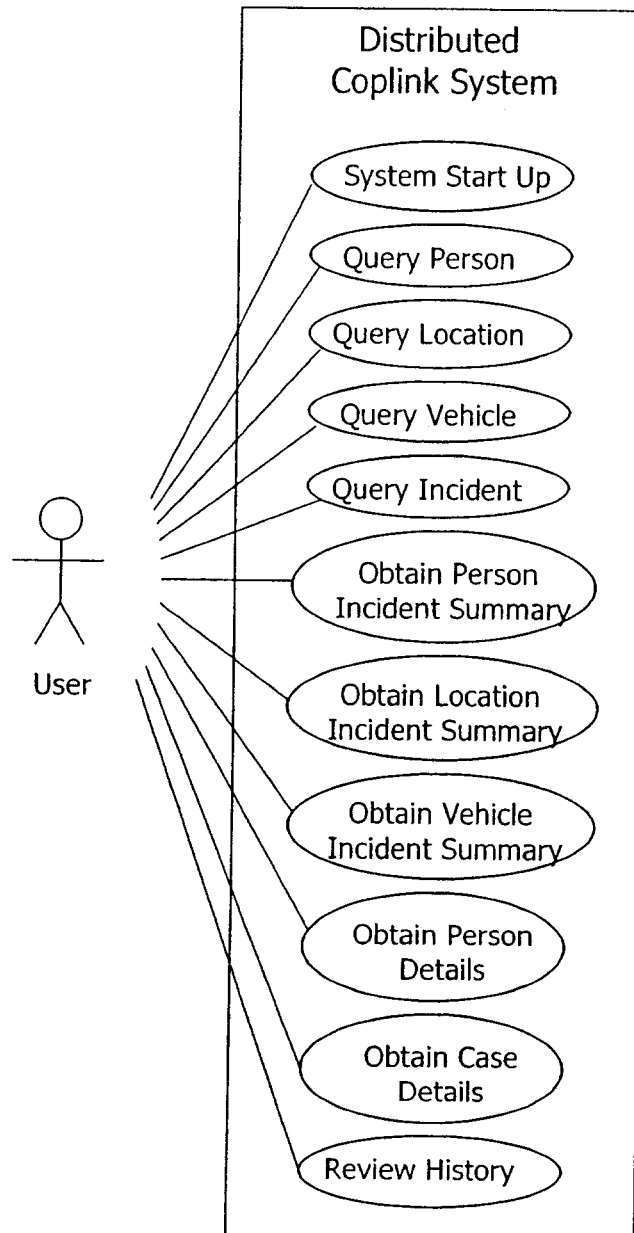 Distributed
Coplink System
System Start Up
Query Person
Query Location
Query Vehicle
Query Incident
Obtain Person
Incident Summary
User
Obtain Location
Incident Summary
Obtain Vehicle
Incident Summary
Obtain Person
Details
Obtain Case
Details
Review History